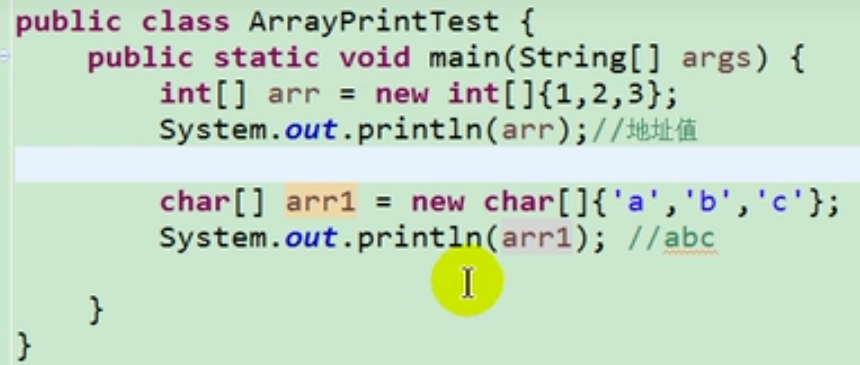 public class ArrayPrintTest {
    public static void main(String[] args) {
        int[] arr = new int[]{1,2,3};
        System.out.println(arr);//地址值
        char[] arr1 = new char[]{'a','b','c'};
        System.out.println(arr1); //abc
    }
}